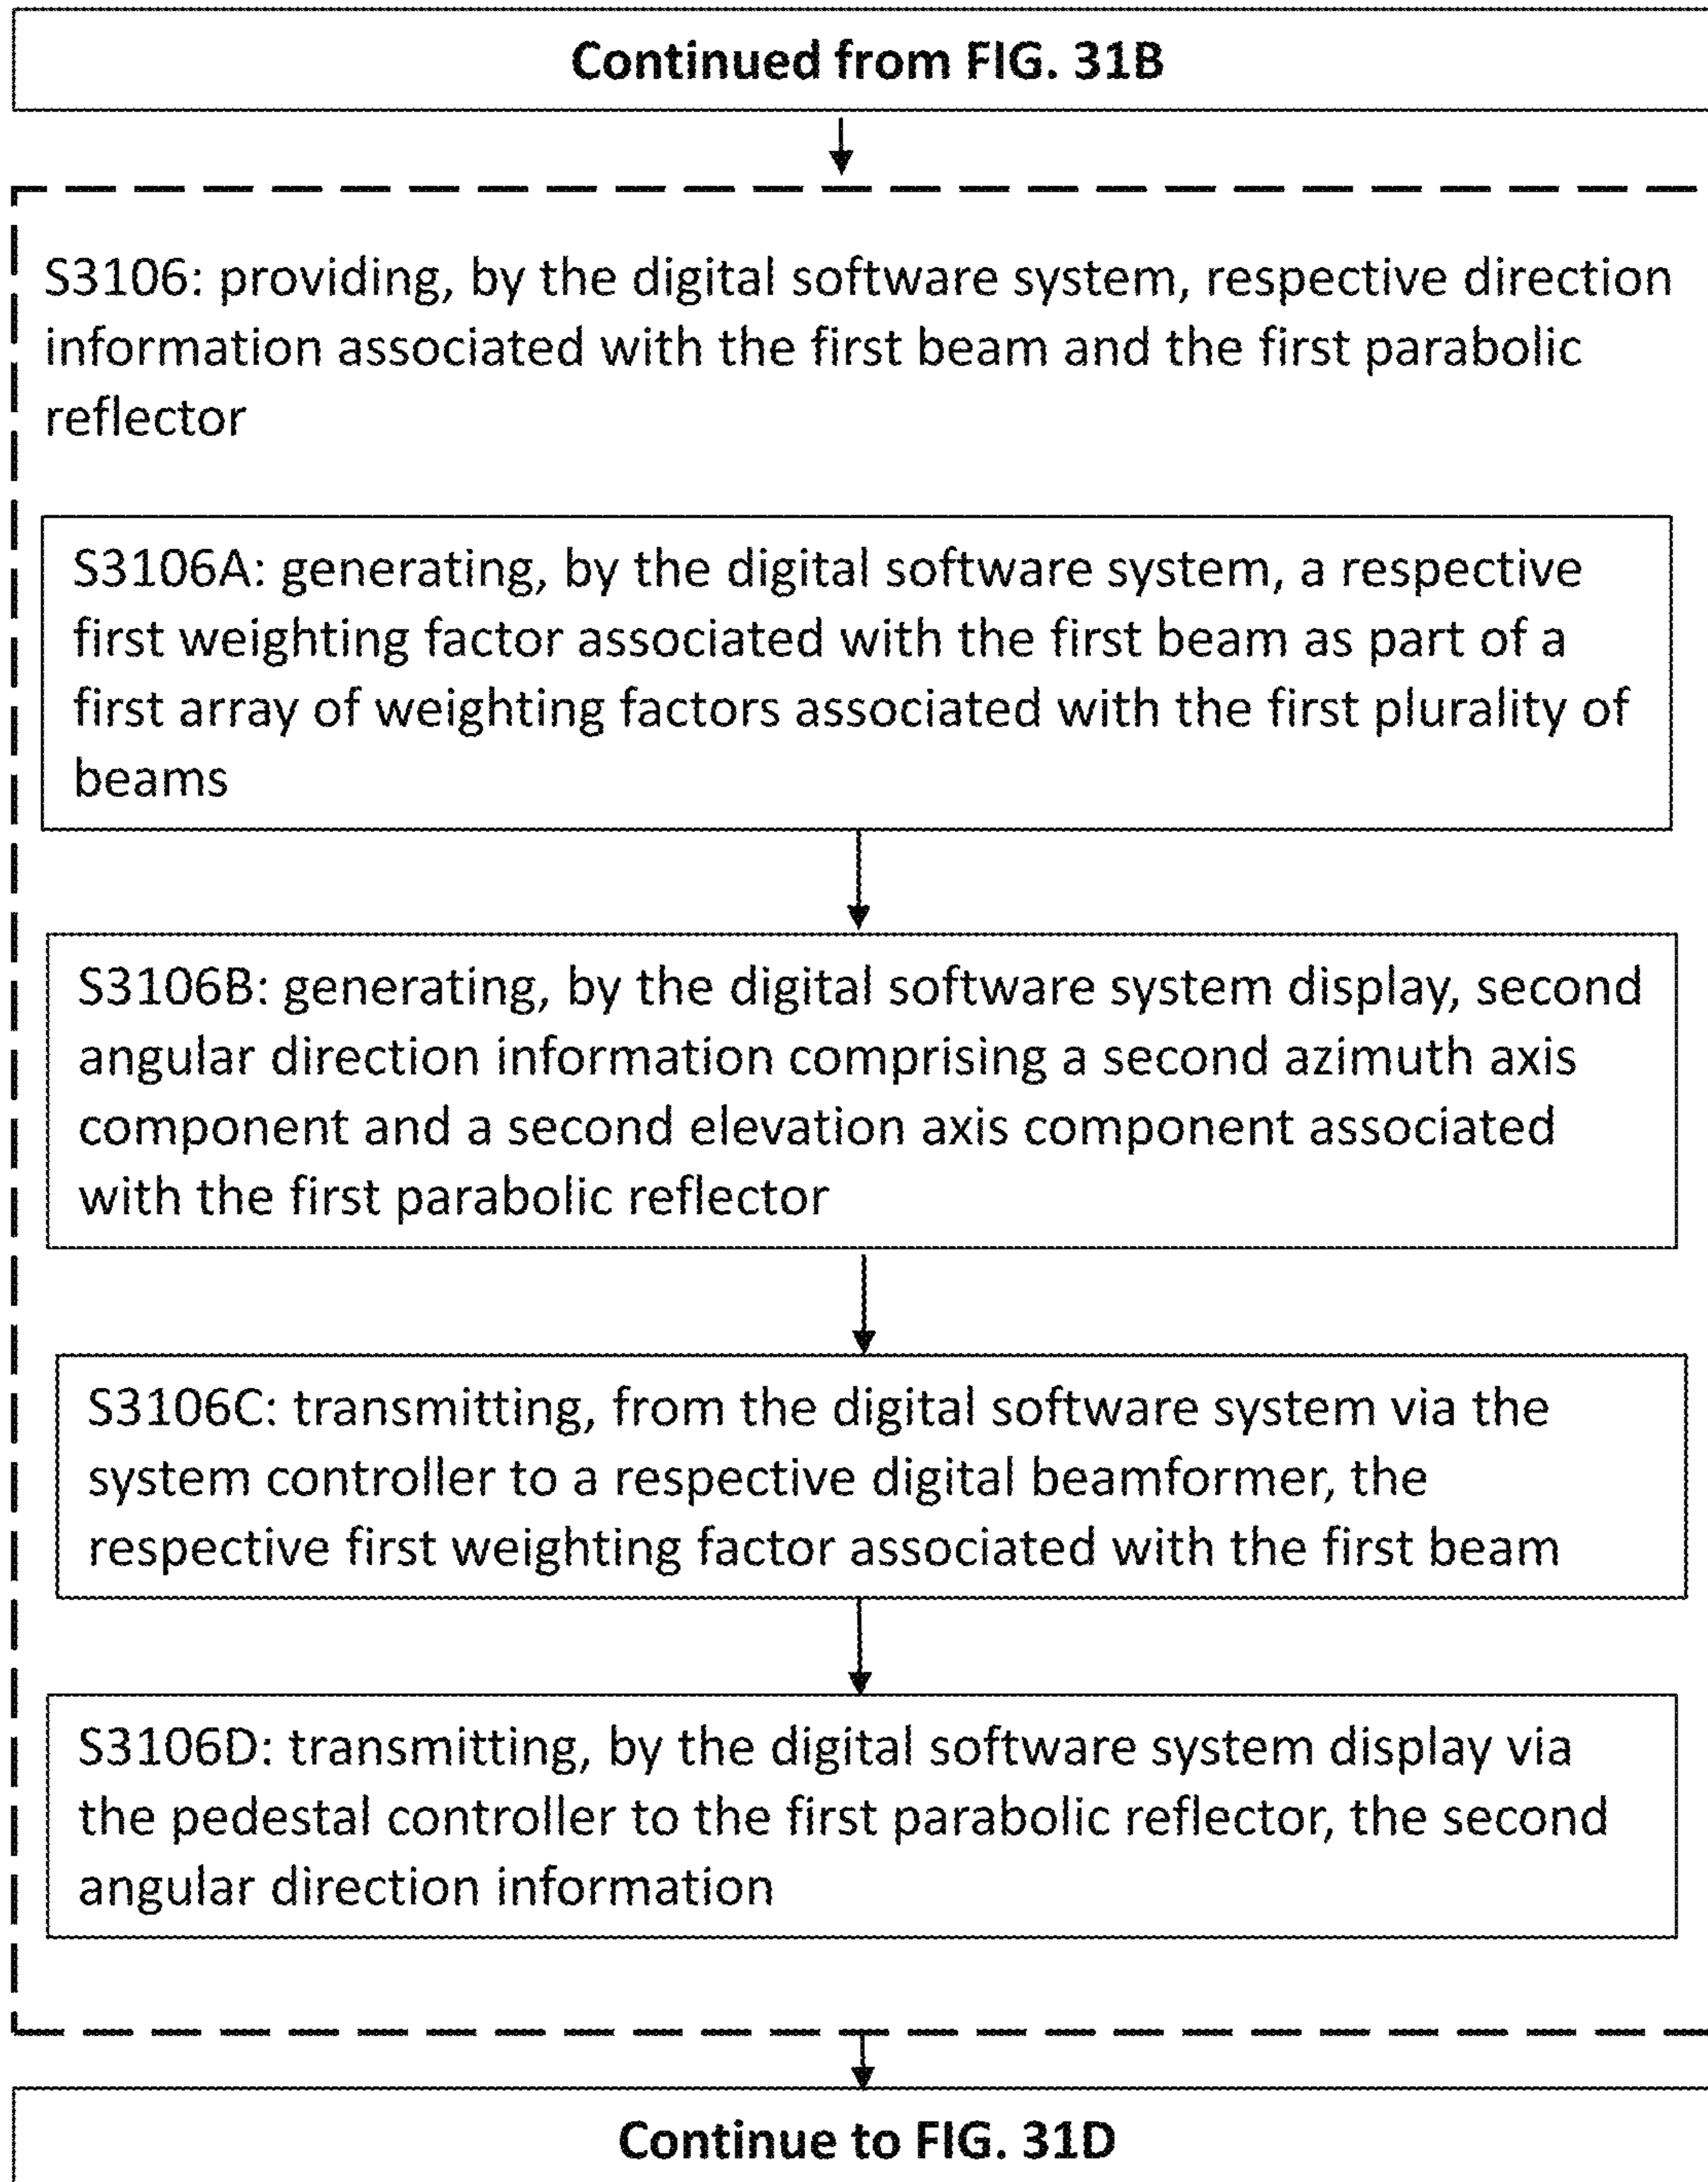 Continued from FIG. 31B
S3106: providing, by the digital software system, respective direction
information associated with the first beam and the first parabolic
reflector
S3106A: generating, by the digital software system, a respective
first weighting factor associated with the first beam as part of a
first array of weighting factors associated with the first plurality of
beams
S3106B: generating, by the digital software system display, second
angular direction information comprising a second azimuth axis
component and a second elevation axis component associated
with the first parabolic reflector
S3106C: transmitting, from the digital software system via the
system controller to a respective digital beamformer, the
respective first weighting factor associated with the first beam
S3106D: transmitting, by the digital software system display via
the pedestal controller to the first parabolic reflector, the second
angular direction information
Continue to FIG. 31D